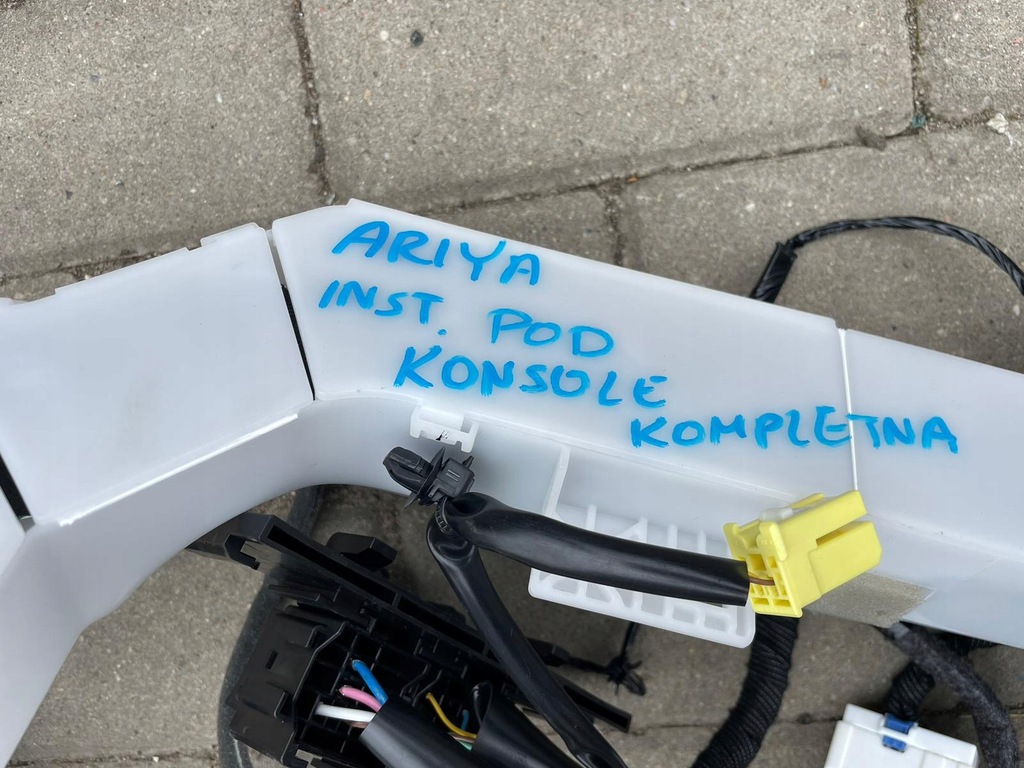 ARIYA
INST. POD
KONSOLE
KOMPLETNA